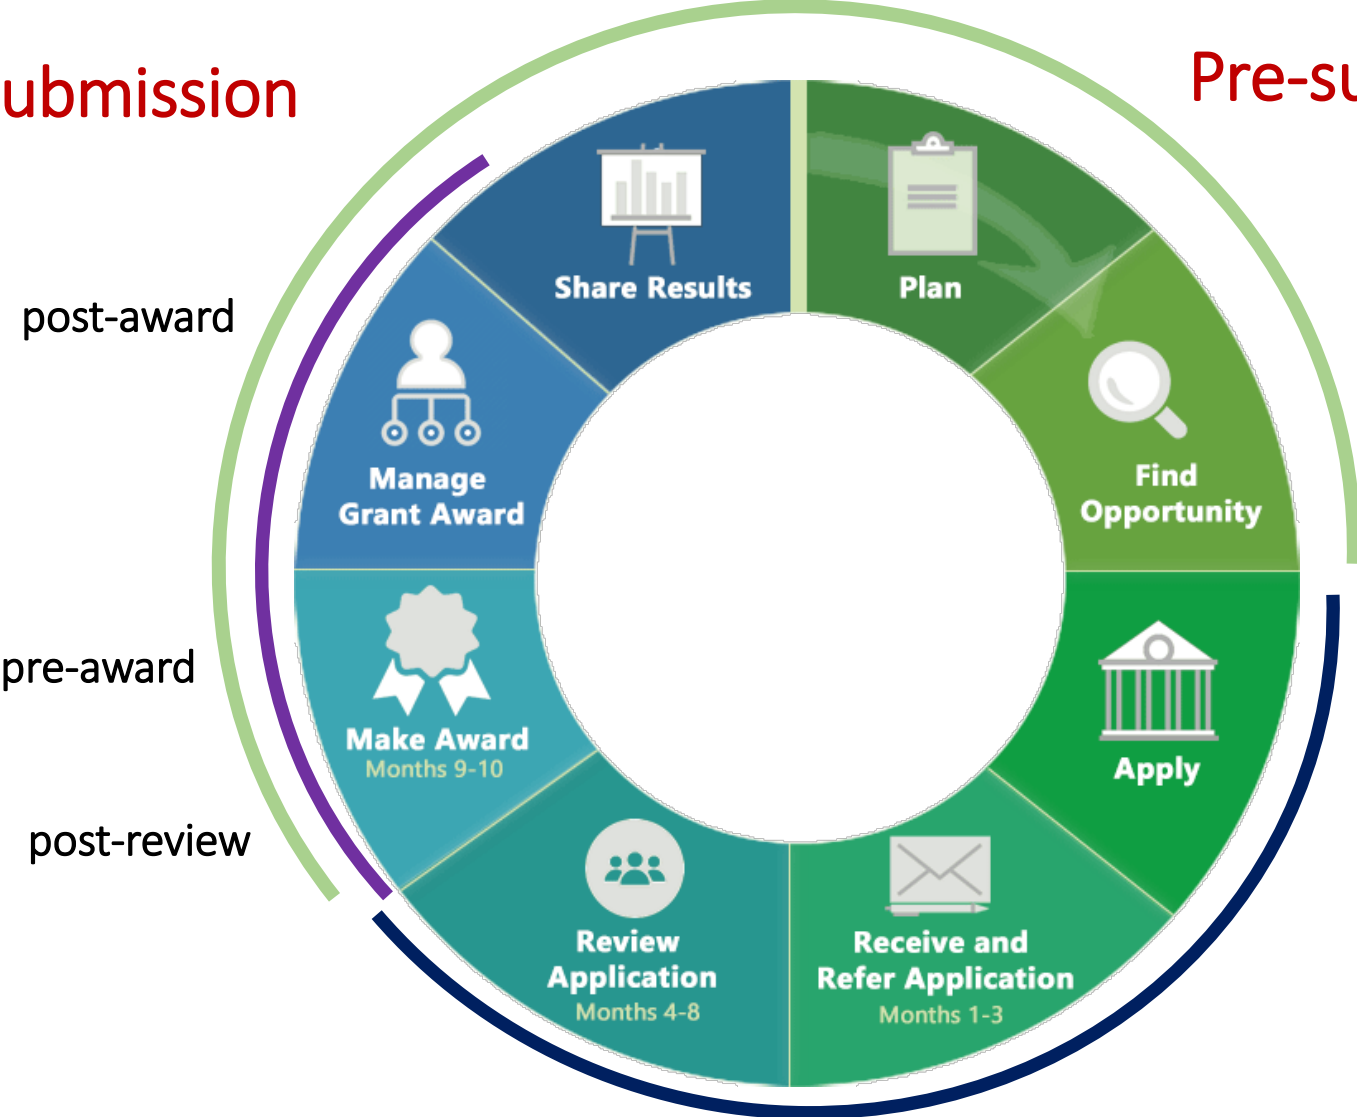 ubmission
Pre-su
Share Results
Plan
post-award
Manage
Grant Award
Find
Opportunity
pre-award
Make Award
Months 9-10
Apply
post-review
Review
Application
Months 4-8
Receive and
Refer Application
Months 1-3